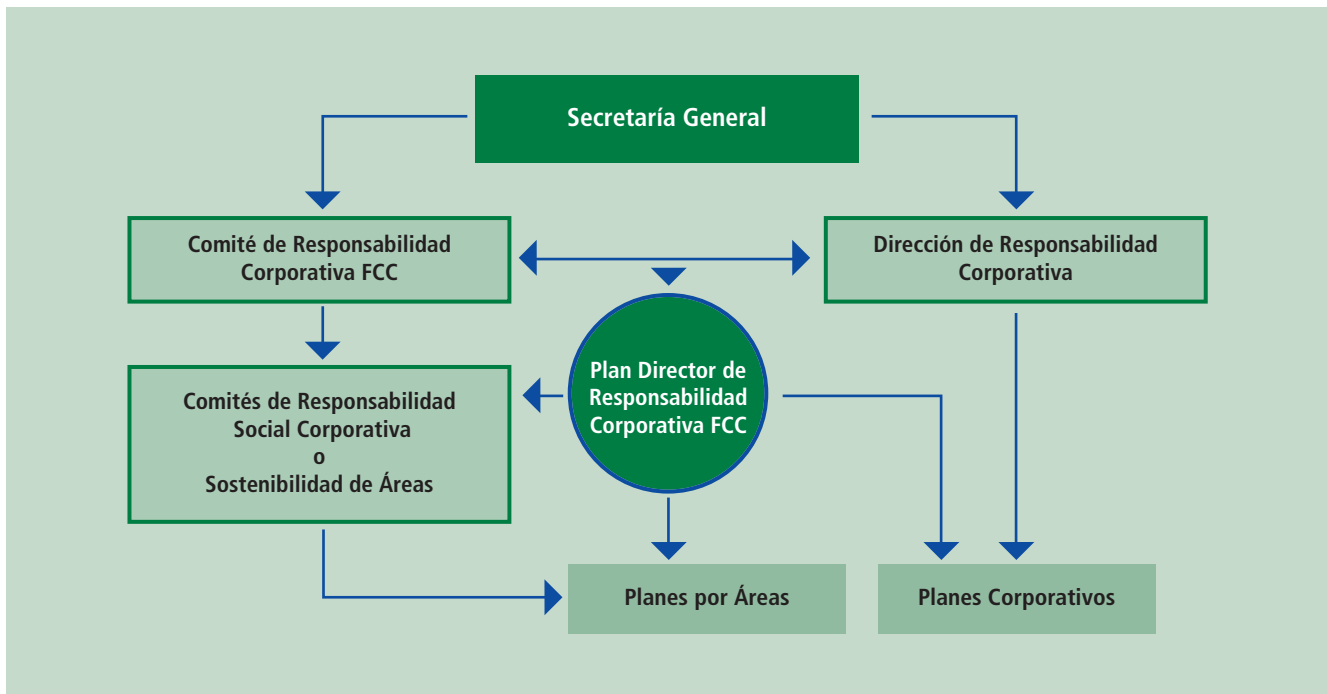 Secretaría General
Comité de Responsabilidad
Corporativa FCC
Dirección de Responsabilidad
Corporativa
Plan Director de
Responsabilidad
Corporativa FCC
Comités de Responsabilidad
Social Corporativa
o
Sostenibilidad de Áreas
Planes por Áreas
Planes Corporativos